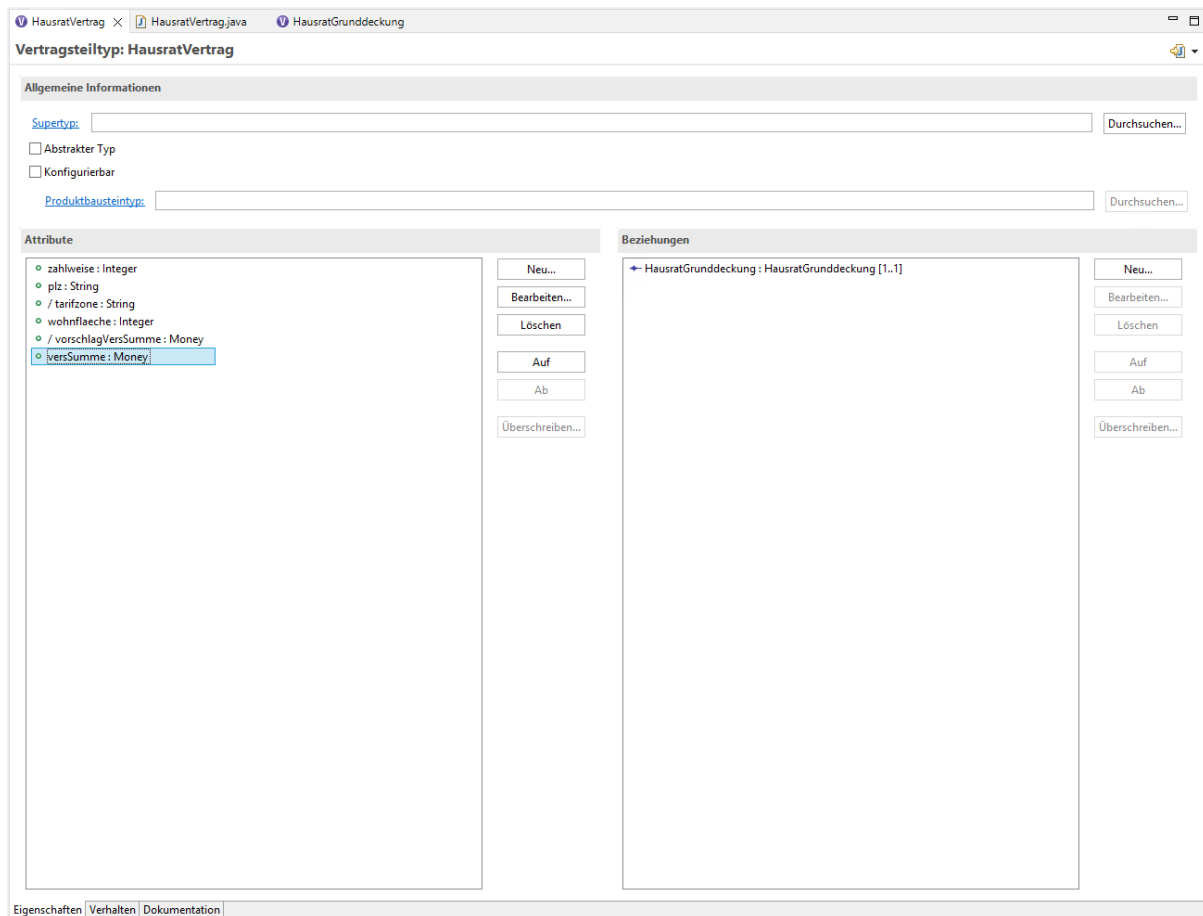 HausratVertrag HausratVertrag.java HausratGrunddeckung
Vertragsteiltyp: HausratVertrag
Allgemeine Informationen
Supertyp: Durchsuchen...
Abstrakter Typ
Konfigurierbar
Produktbausteintyp: Durchsuchen...
Attribute
zahlweise : Integer
plz : String
/ tarifzone : String
wohnflaeche : Integer
/ vorschlagVersSumme : Money
versSumme : Money
Neu...
Bearbeiten...
Löschen
Auf
Ab
Überschreiben...
Beziehungen
HausratGrunddeckung : HausratGrunddeckung [1..1]
Neu...
Bearbeiten...
Löschen
Auf
Ab
Überschreiben...
Eigenschaften Verhalten Dokumentation